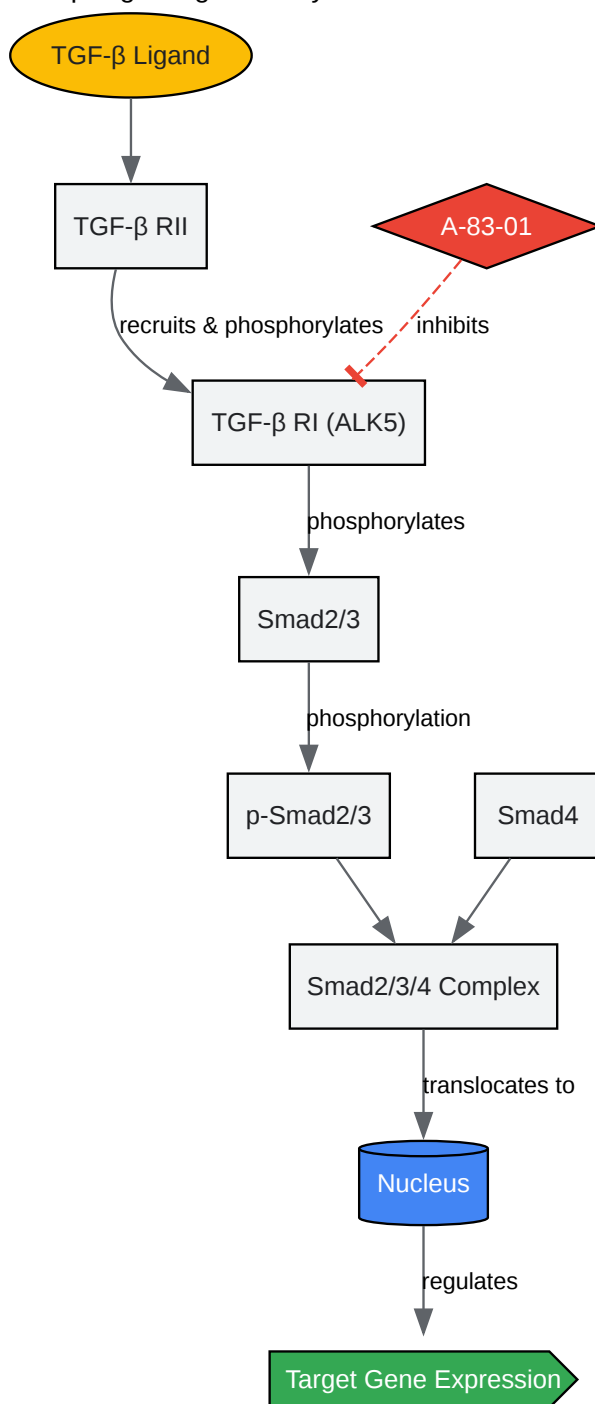 TGF-β Ligand
TGF-β RII
A-83-01
recruits & phosphorylates
inhibits
TGF-β RI (ALK5)
phosphorylates
Smad2/3
phosphorylation
p-Smad2/3
Smad4
Smad2/3/4 Complex
translocates to
Nucleus
regulates
Target Gene Expression